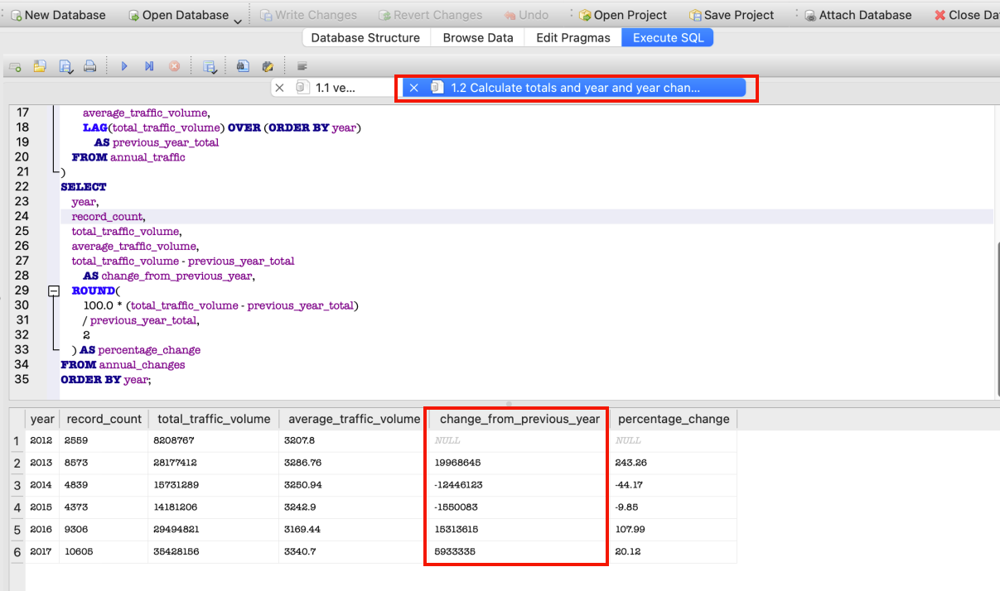 New Database Open Database Write Changes Revert Changes Undo Open Project Save Project Attach Database Close Da
Database Structure Browse Data Edit Pragmas Execute SQL
1.1 ve... 1.2 Calculate totals and year and year chan...
17 average_traffic_volume,
18 LAG(total_traffic_volume) OVER (ORDER BY year)
19 AS previous_year_total
20 FROM annual_traffic
21 )
22 SELECT
23 year,
24 record_count,
25 total_traffic_volume,
26 average_traffic_volume,
27 total_traffic_volume - previous_year_total
28 AS change_from_previous_year,
29 ROUND(
30 100.0 * (total_traffic_volume - previous_year_total)
31 / previous_year_total,
32 2
33 ) AS percentage_change
34 FROM annual_changes
35 ORDER BY year;
year record_count total_traffic_volume average_traffic_volume change_from_previous_year percentage_change
1 2012 2559 8208767 3207.8 NULL NULL
2 2013 8573 28177412 3286.76 19968645 243.26
3 2014 4839 15731289 3250.94 -12446123 -44.17
4 2015 4373 14181206 3242.9 -1550083 -9.85
5 2016 9306 29494821 3169.44 15313615 107.99
6 2017 10605 35428156 3340.7 5933335 20.12